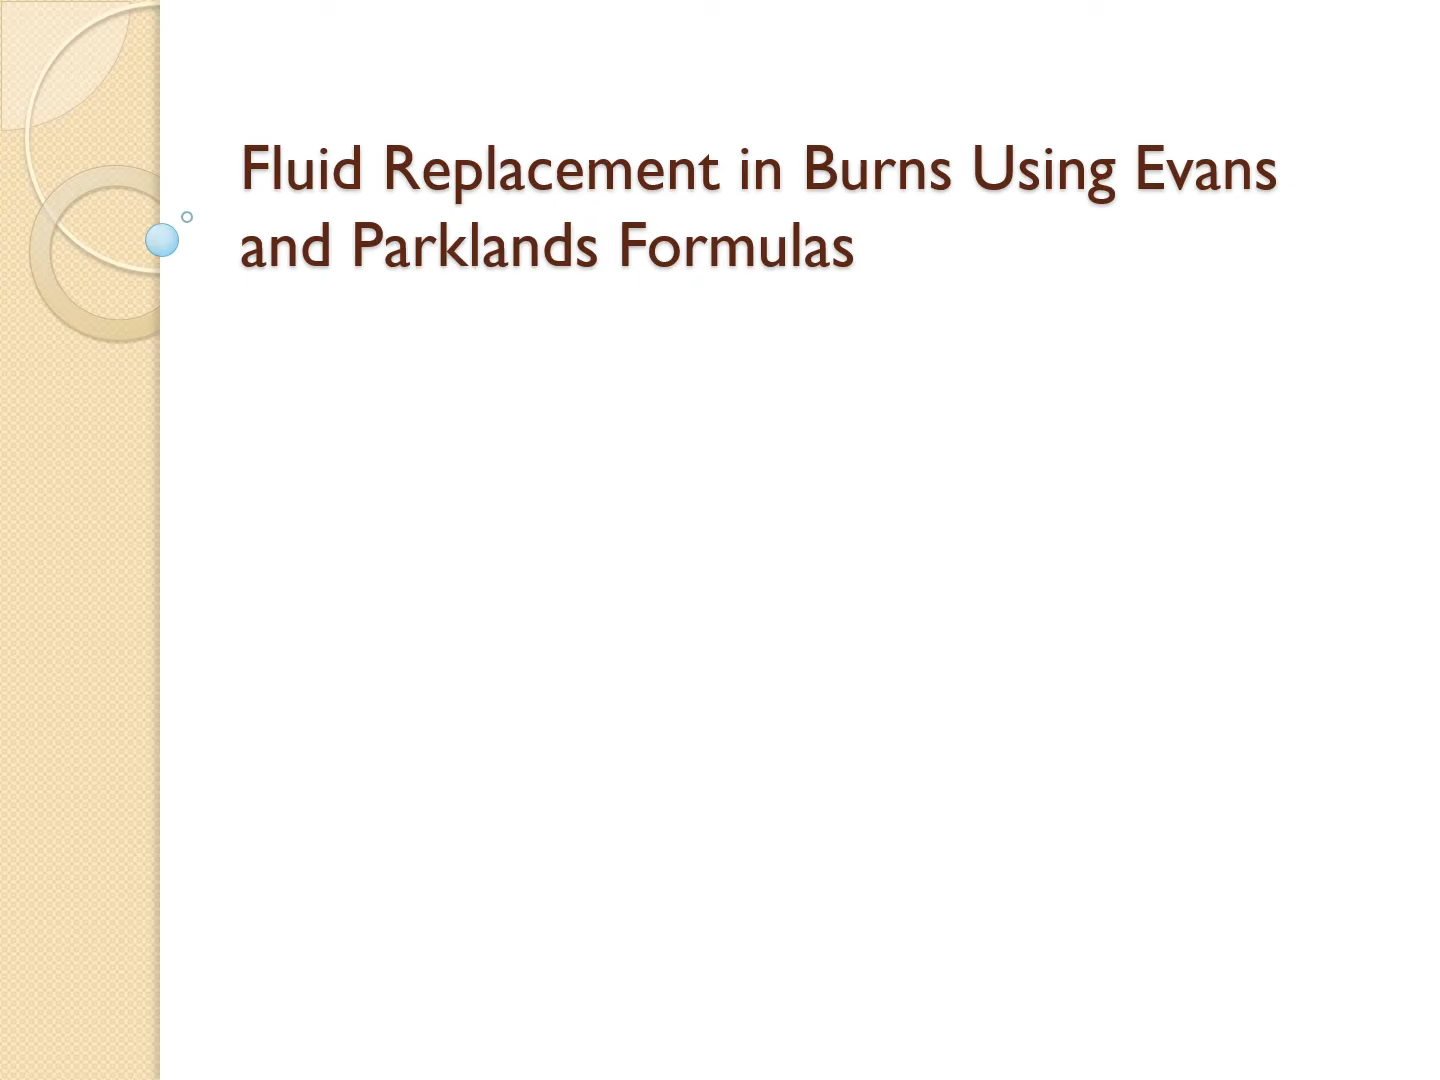 Fluid Replacement in Burns Using Evans
and Parklands Formulas